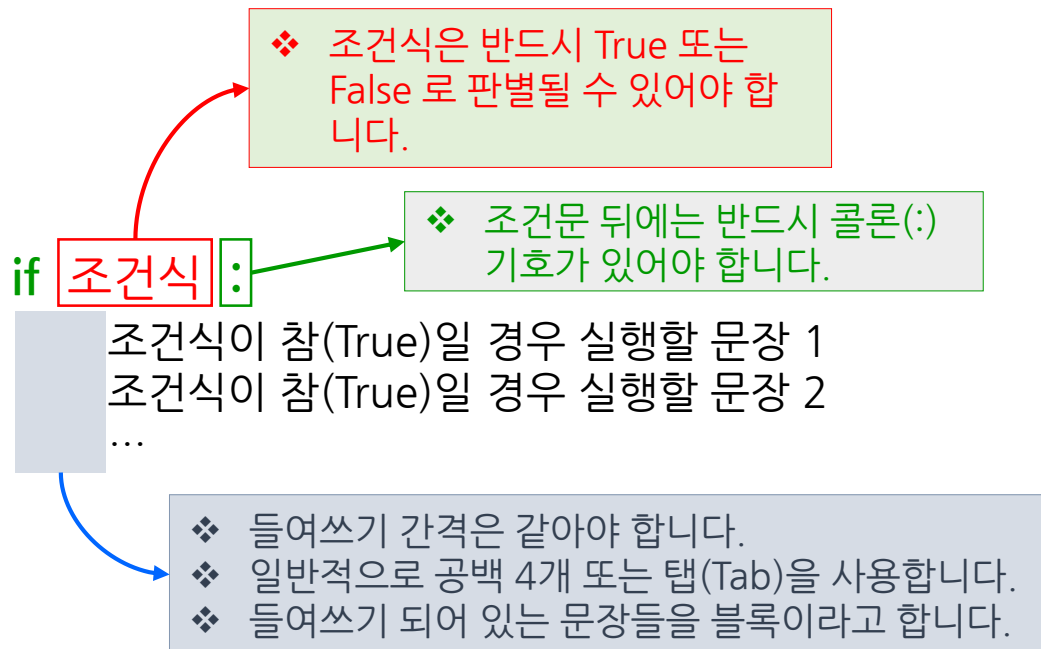 ❖ 조건식은 반드시 True 또는
False 로 판별될 수 있어야 합
니다.
❖ 조건문 뒤에는 반드시 콜론(:)
기호가 있어야 합니다.
if 조건식 :
조건식이 참(True)일 경우 실행할 문장 1
조건식이 참(True)일 경우 실행할 문장 2
...
❖ 들여쓰기 간격은 같아야 합니다.
❖ 일반적으로 공백 4개 또는 탭(Tab)을 사용합니다.
❖ 들여쓰기 되어 있는 문장들을 블록이라고 합니다.